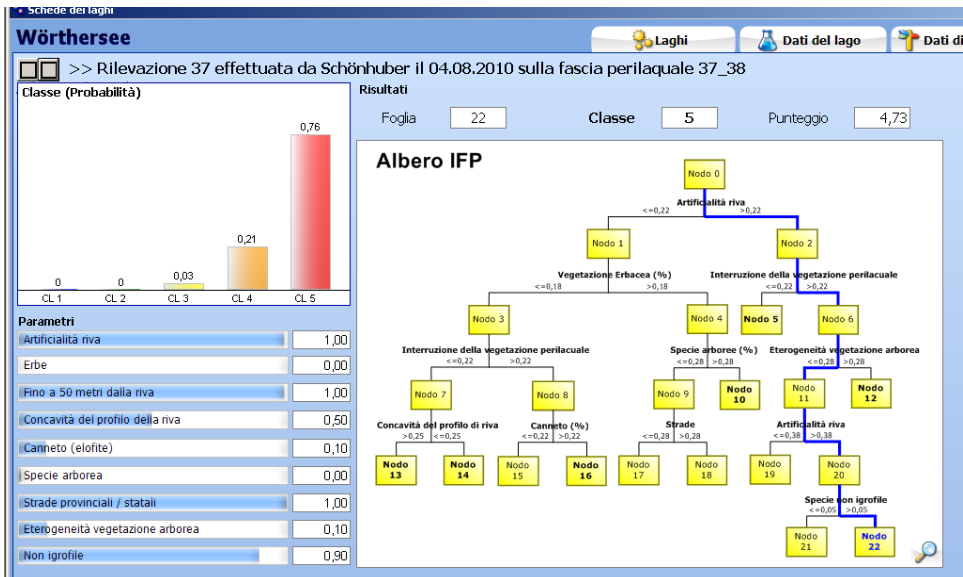 Schede dei laghi
Wörthersee
Laghi
Dati del lago
Dati di
>> Rilevazione 37 effettuata da Schönhuber il 04.08.2010 sulla fascia perilaquale 37_38
Classe (Probabilità)
0
0
0,03
0,21
0,76
CL 1
CL 2
CL 3
CL 4
CL 5
Risultati
Foglia 22
Classe 5
Punteggio 4,73
Parametri
Artificialità riva 1,00
Erbe 0,00
Fino a 50 metri dalla riva 1,00
Concavità del profilo della riva 0,50
Canneto (elofite) 0,10
Specie arborea 0,00
Strade provinciali / statali 1,00
Eterogeneità vegetazione arborea 0,10
Non igrofile 0,90
Albero IFP
Nodo 0
Artificialità riva
<=0,22 >0,22
Nodo 1
Nodo 2
Vegetazione Erbacea (%)
<=0,18 >0,18
Interruzione della vegetazione perilacuale
<=0,22 >0,22
Nodo 3
Nodo 4
Nodo 5
Nodo 6
Interruzione della vegetazione perilacuale
<=0,22 >0,22
Specie arboree (%)
<=0,28 >0,28
Eterogeneità vegetazione arborea
<=0,28 >0,28
Nodo 7
Nodo 8
Nodo 9
Nodo
10
Nodo
11
Nodo
12
Concavità del profilo di riva
>0,25 <=0,25
Canneto (%)
<=0,22 >0,22
Strade
<=0,28 >0,28
Artificialità riva
<=0,38 >0,38
Nodo
13
Nodo
14
Nodo
15
Nodo
16
Nodo
17
Nodo
18
Nodo
19
Nodo
20
Specie non igrofile
<=0,05 >0,05
Nodo
21
Nodo
22